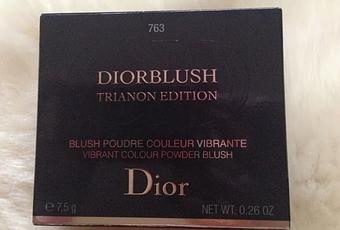 763
DIORBLUSH
TRIANON EDITION
BLUSH POUDRE COULEUR VIBRANTE
VIBRANT COLOUR POWDER BLUSH
Dior
℮ 7,5 g NET WT. 0.26 OZ